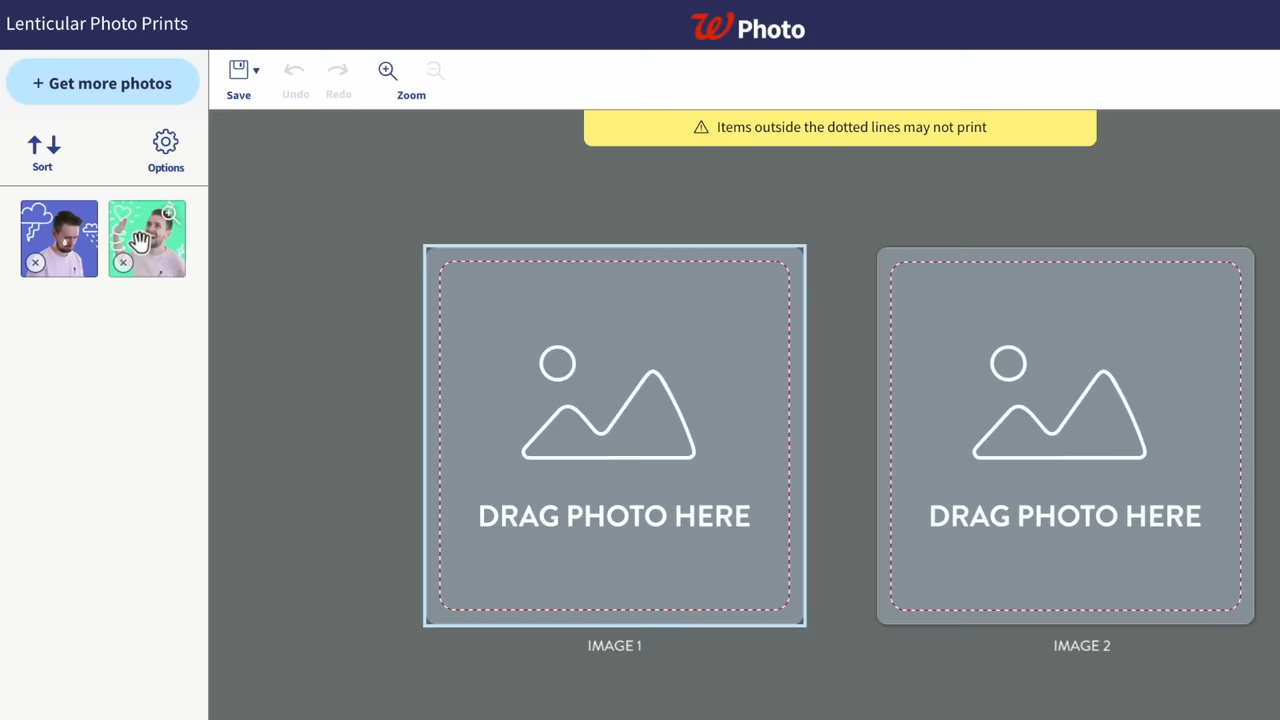 Lenticular Photo Prints
W Photo
+ Get more photos
Save
Undo
Redo
Zoom
Sort
Options
Items outside the dotted lines may not print
DRAG PHOTO HERE
DRAG PHOTO HERE
IMAGE 1
IMAGE 2